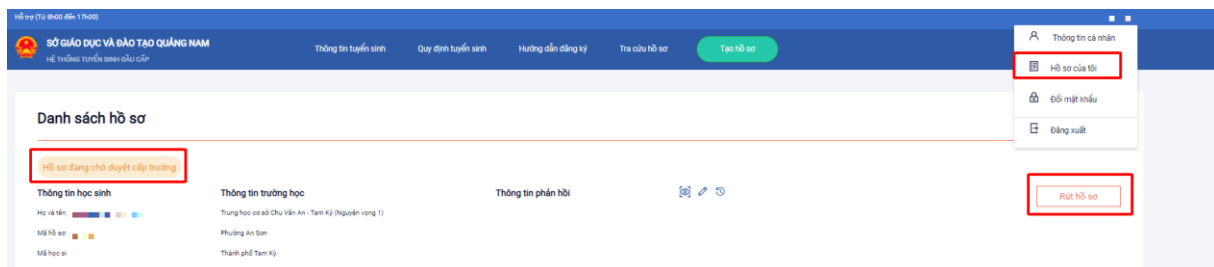 Hỗ trợ (Từ 8h00 đến 17h00)
SỞ GIÁO DỤC VÀ ĐÀO TẠO QUẢNG NAM
HỆ THỐNG TUYỂN SINH ĐẦU CẤP
Thông tin tuyển sinh
Quy định tuyển sinh
Hướng dẫn đăng ký
Tra cứu hồ sơ
Tạo hồ sơ
Thông tin cá nhân
Hồ sơ của tôi
Đổi mật khẩu
Đăng xuất
Danh sách hồ sơ
Hồ sơ đang chờ duyệt cấp trường
Thông tin học sinh
Thông tin trường học
Thông tin phản hồi
Rút hồ sơ
Họ và tên:
Trung học cơ sở Chu Văn An - Tam Kỳ (Nguyện vọng 1)
Mã hồ sơ:
Phường An Sơn
Mã học si
Thành phố Tam Kỳ